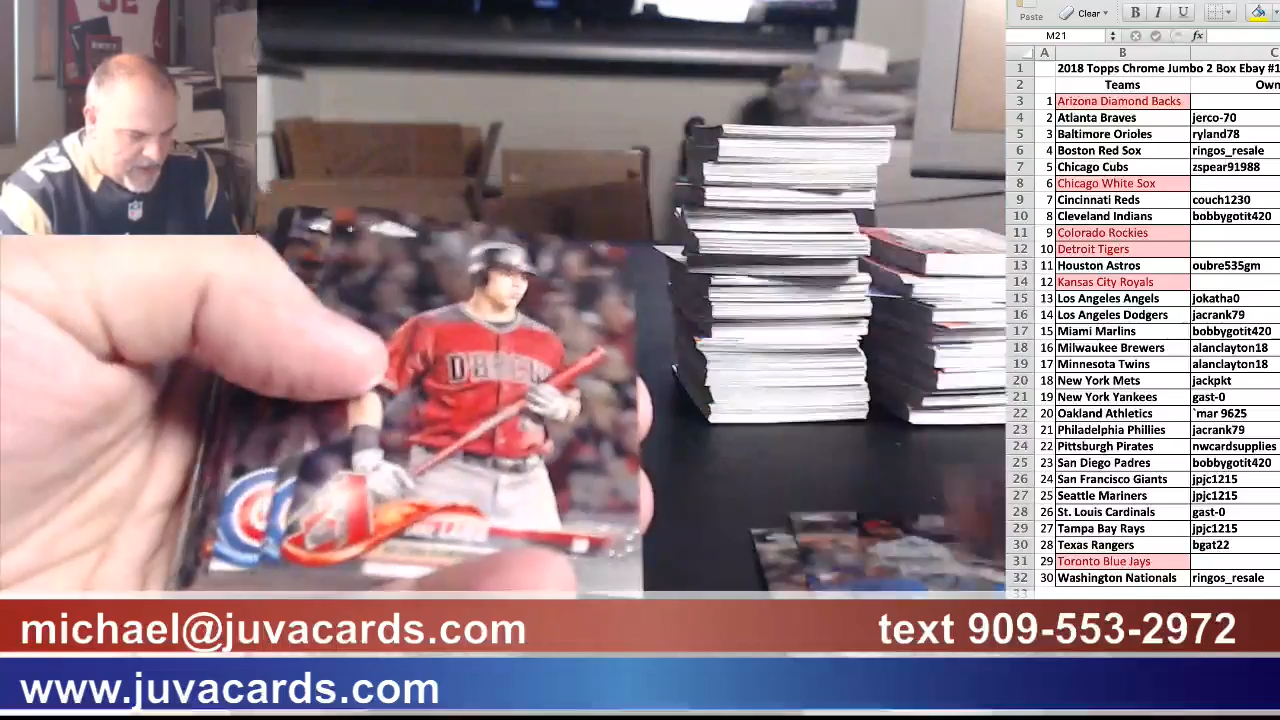 Paste
Clear
B I U
M21
fx
A B C
1 2018 Topps Chrome Jumbo 2 Box Ebay #1
2 Teams Own
3 1 Arizona Diamond Backs
4 2 Atlanta Braves jerco-70
5 3 Baltimore Orioles ryland78
6 4 Boston Red Sox ringos_resale
7 5 Chicago Cubs zspear91988
8 6 Chicago White Sox
9 7 Cincinnati Reds couch1230
10 8 Cleveland Indians bobbygotit420
11 9 Colorado Rockies
12 10 Detroit Tigers
13 11 Houston Astros oubre535gm
14 12 Kansas City Royals
15 13 Los Angeles Angels jokatha0
16 14 Los Angeles Dodgers jacrank79
17 15 Miami Marlins bobbygotit420
18 16 Milwaukee Brewers alanclayton18
19 17 Minnesota Twins alanclayton18
20 18 New York Mets jackpkt
21 19 New York Yankees gast-0
22 20 Oakland Athletics `mar 9625
23 21 Philadelphia Phillies jacrank79
24 22 Pittsburgh Pirates nwcardsupplies
25 23 San Diego Padres bobbygotit420
26 24 San Francisco Giants jpjc1215
27 25 Seattle Mariners jpjc1215
28 26 St. Louis Cardinals gast-0
29 27 Tampa Bay Rays jpjc1215
30 28 Texas Rangers bgat22
31 29 Toronto Blue Jays
32 30 Washington Nationals ringos_resale
33
michael@juvacards.com
text 909-553-2972
www.juvacards.com